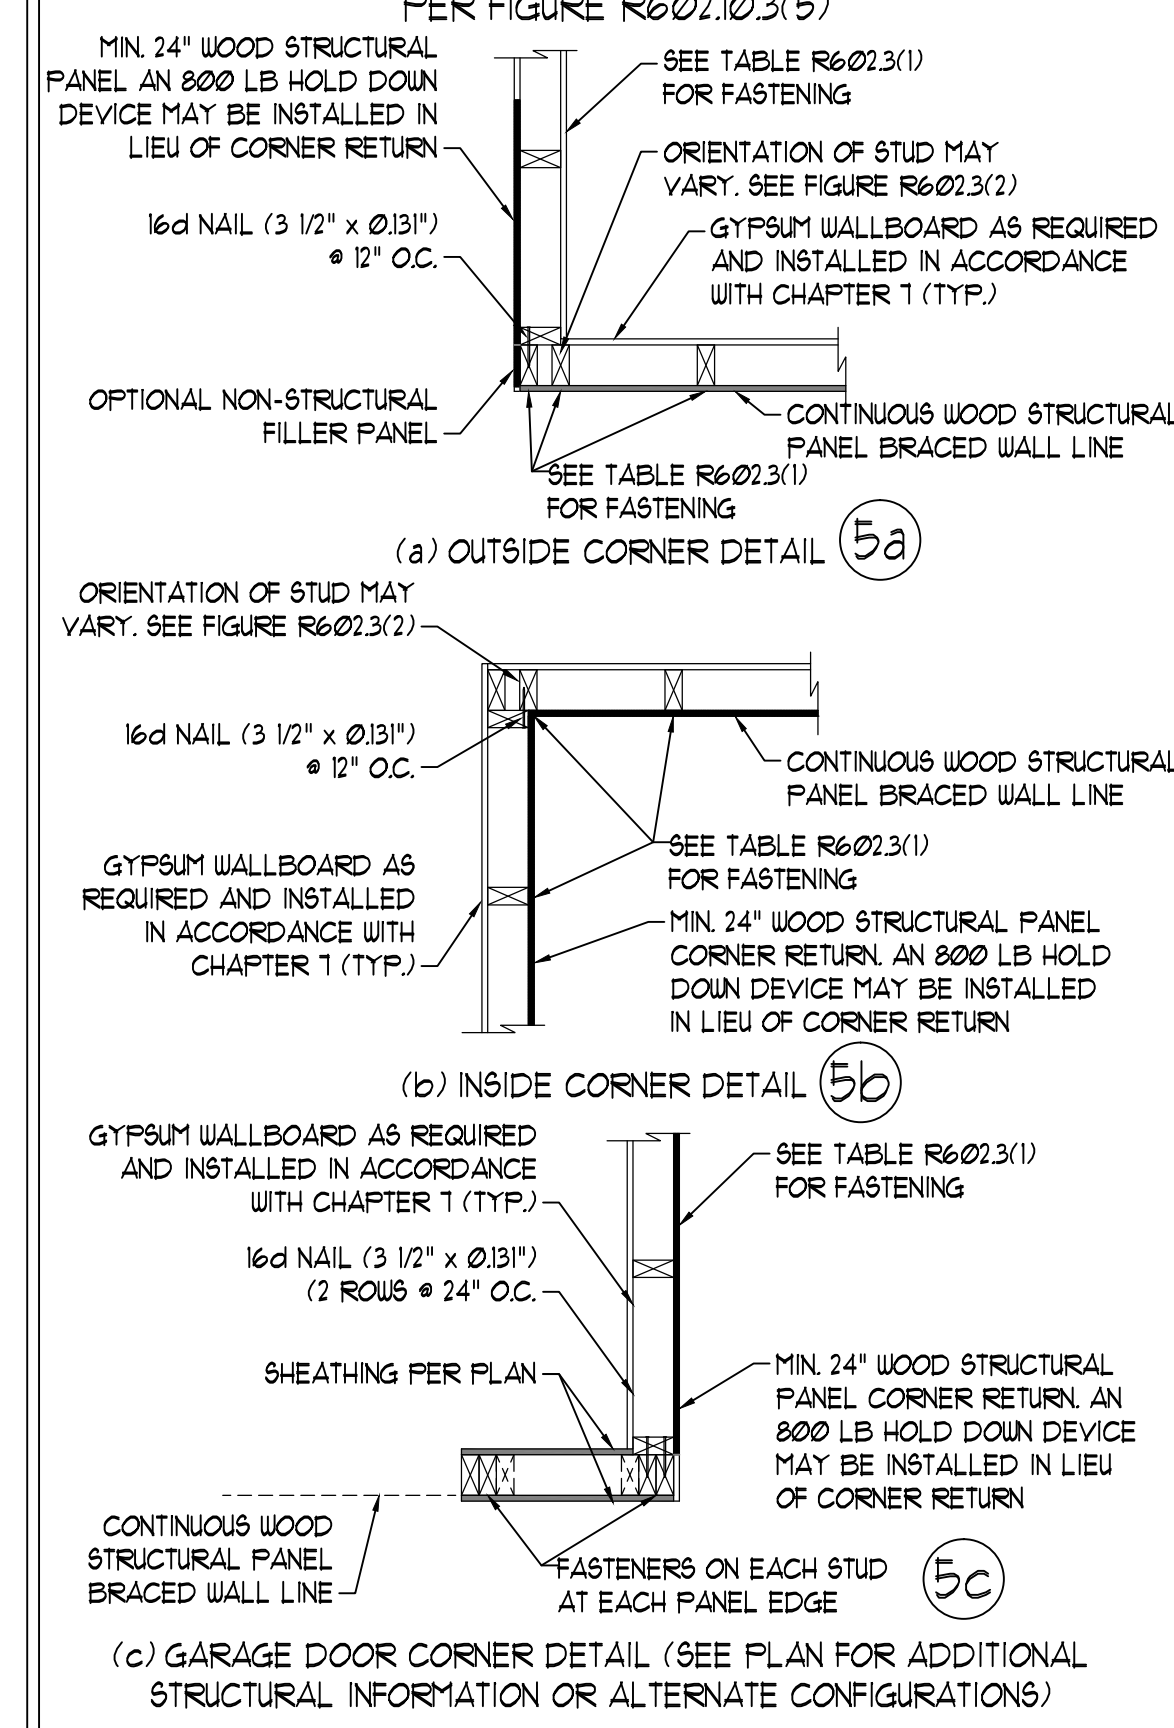 PER FIGURE R602.10.3(5)
MIN. 24" WOOD STRUCTURAL
PANEL AN 800 LB HOLD DOWN
DEVICE MAY BE INSTALLED IN
LIEU OF CORNER RETURN
SEE TABLE R602.3(1)
FOR FASTENING
ORIENTATION OF STUD MAY
VARY. SEE FIGURE R602.3(2)
16d NAIL (3 1/2" x 0.131")
@ 12" O.C.
GYPSUM WALLBOARD AS REQUIRED
AND INSTALLED IN ACCORDANCE
WITH CHAPTER 7 (TYP.)
OPTIONAL NON-STRUCTURAL
FILLER PANEL
CONTINUOUS WOOD STRUCTURAL
PANEL BRACED WALL LINE
SEE TABLE R602.3(1)
FOR FASTENING
(a) OUTSIDE CORNER DETAIL 5a
ORIENTATION OF STUD MAY
VARY. SEE FIGURE R602.3(2)
16d NAIL (3 1/2" x 0.131")
@ 12" O.C.
CONTINUOUS WOOD STRUCTURAL
PANEL BRACED WALL LINE
SEE TABLE R602.3(1)
FOR FASTENING
GYPSUM WALLBOARD AS
REQUIRED AND INSTALLED
IN ACCORDANCE WITH
CHAPTER 7 (TYP.)
MIN. 24" WOOD STRUCTURAL PANEL
CORNER RETURN. AN 800 LB HOLD
DOWN DEVICE MAY BE INSTALLED
IN LIEU OF CORNER RETURN
(b) INSIDE CORNER DETAIL 5b
GYPSUM WALLBOARD AS REQUIRED
AND INSTALLED IN ACCORDANCE
WITH CHAPTER 7 (TYP.)
SEE TABLE R602.3(1)
FOR FASTENING
16d NAIL (3 1/2" x 0.131")
(2 ROWS @ 24" O.C.
SHEATHING PER PLAN
MIN. 24" WOOD STRUCTURAL
PANEL CORNER RETURN. AN
800 LB HOLD DOWN DEVICE
MAY BE INSTALLED IN LIEU
OF CORNER RETURN
CONTINUOUS WOOD
STRUCTURAL PANEL
BRACED WALL LINE
FASTENERS ON EACH STUD
AT EACH PANEL EDGE
5c
(c) GARAGE DOOR CORNER DETAIL (SEE PLAN FOR ADDITIONAL
STRUCTURAL INFORMATION OR ALTERNATE CONFIGURATIONS)